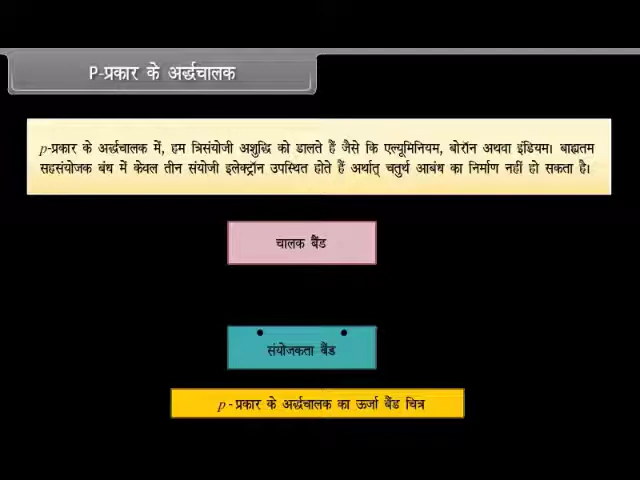 P-प्रकार के अर्द्धचालक
p-प्रकार के अर्द्धचालक में, हम त्रिसंयोजी अशुद्धि को डालते हैं जैसे कि एल्यूमिनियम, बोरॉन अथवा इंडियम। बाह्यतम
सहसंयोजक बंध में केवल तीन संयोजी इलेक्ट्रॉन उपस्थित होते हैं अर्थात् चतुर्थ आबंध का निर्माण नहीं हो सकता है।
चालक बैंड
संयोजकता बैंड
p-प्रकार के अर्द्धचालक का ऊर्जा बैंड चित्र